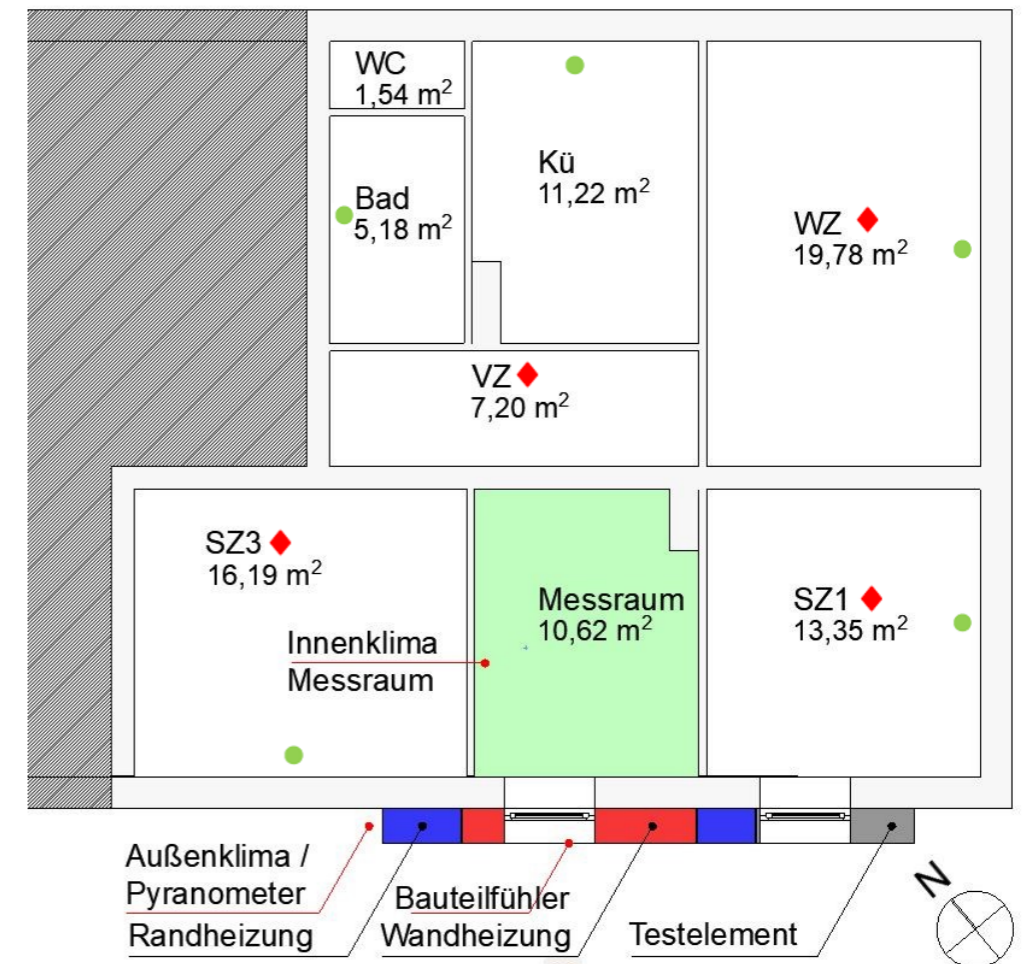 WC
1,54 m²
Kü
11,22 m²
Bad
5,18 m²
WZ
19,78 m²
VZ
7,20 m²
SZ3
16,19 m²
Messraum
10,62 m²
SZ1
13,35 m²
Innenklima
Messraum
Außenklima /
Pyranometer
Randheizung
Bauteilfühler
Wandheizung
Testelement
N